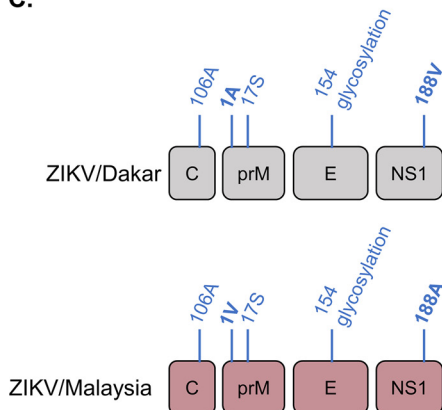 C.
106A
1A
17S
154
glycosylation
188V
ZIKV/Dakar
C
prM
E
NS1
106A
1V
17S
154
glycosylation
188A
ZIKV/Malaysia
C
prM
E
NS1